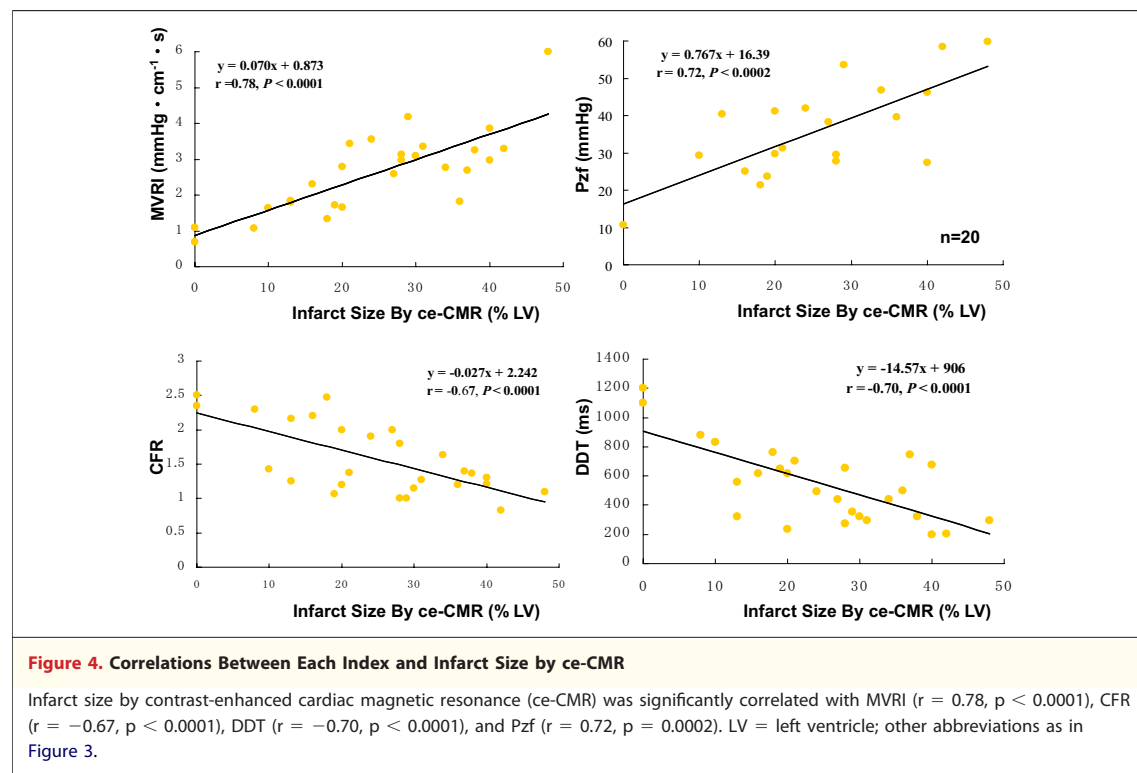 y = 0.070x + 0.873
r =0.78, P < 0.0001
MVRI (mmHg • cm⁻¹ • s)
6
5
4
3
2
1
0
0 10 20 30 40 50
Infarct Size By ce-CMR (% LV)
y = 0.767x + 16.39
r = 0.72, P < 0.0002
Pzf (mmHg)
60
50
40
30
20
10
0
n=20
0 10 20 30 40 50
Infarct Size By ce-CMR (% LV)
y = -0.027x + 2.242
r = -0.67, P < 0.0001
CFR
3
2.5
2
1.5
1
0.5
0
0 10 20 30 40 50
Infarct Size By ce-CMR (% LV)
y = -14.57x + 906
r = -0.70, P < 0.0001
DDT (ms)
1400
1200
1000
800
600
400
200
0
0 10 20 30 40 50
Infarct Size By ce-CMR (% LV)
Figure 4. Correlations Between Each Index and Infarct Size by ce-CMR
Infarct size by contrast-enhanced cardiac magnetic resonance (ce-CMR) was significantly correlated with MVRI (r = 0.78, p < 0.0001), CFR
(r = −0.67, p < 0.0001), DDT (r = −0.70, p < 0.0001), and Pzf (r = 0.72, p = 0.0002). LV = left ventricle; other abbreviations as in
Figure 3.